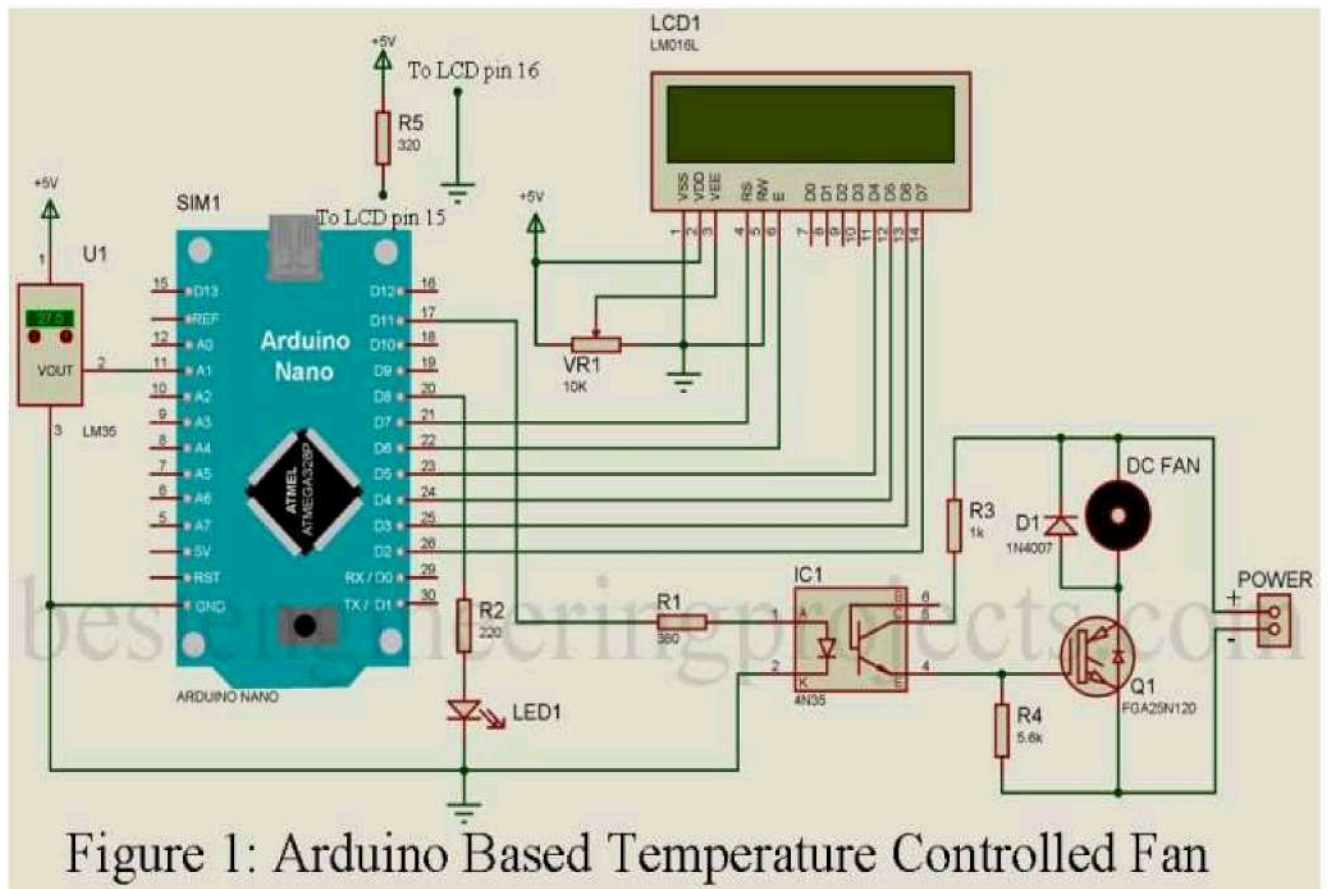 LCD1
LM016L
+5V
To LCD pin 16
R5
320
To LCD pin 15
+5V
SIM1
+5V
VSS
VDD
VEE
RS
RW
E
D0
D1
D2
D3
D4
D5
D6
D7
1
2
3
4
5
6
7
8
9
10
11
12
13
14
1
U1
27.0
VOUT
2
3
LM35
15
12
11
10
9
8
7
6
5
D13
REF
A0
A1
A2
A3
A4
A5
A6
A7
5V
RST
GND
Arduino
Nano
ATMEL
ATMEGA328P
D12
D11
D10
D9
D8
D7
D6
D5
D4
D3
D2
RX / D0
TX / D1
16
17
18
19
20
21
22
23
24
25
26
29
30
ARDUINO NANO
VR1
10K
DC FAN
R3
1k
D1
1N4007
IC1
POWER
+
-
R2
220
R1
360
1
2
A
K
B
C
E
6
5
4
4N35
Q1
FGA25N120
R4
5.6k
LED1
bestengineeringprojects.com
Figure 1: Arduino Based Temperature Controlled Fan